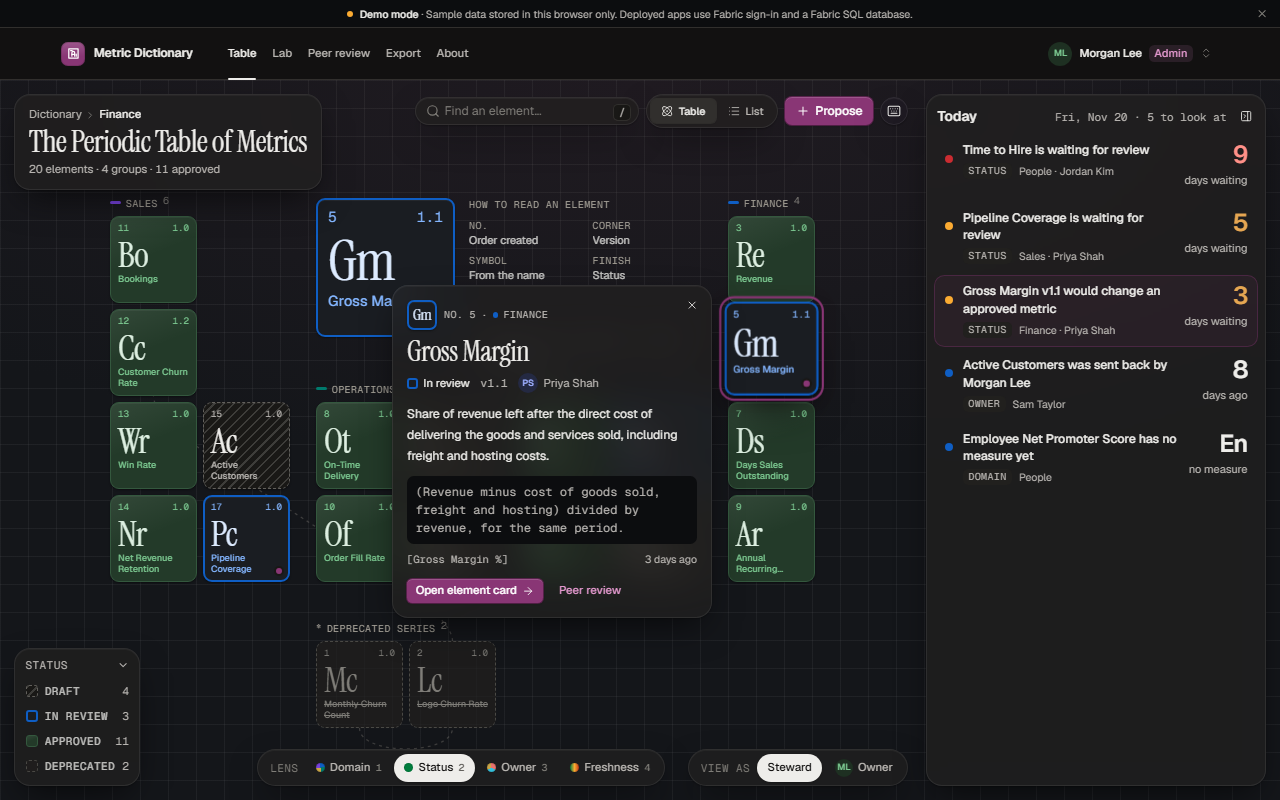 Demo mode · Sample data stored in this browser only. Deployed apps use Fabric sign-in and a Fabric SQL database.
Metric Dictionary
Table
Lab
Peer review
Export
About
ML
Morgan Lee
Admin
Dictionary › Finance
The Periodic Table of Metrics
20 elements · 4 groups · 11 approved
Find an element…
/
Table
List
Propose
SALES 6
11 1.0
Bo
Bookings
12 1.2
Cc
Customer Churn
Rate
13 1.0
Wr
Win Rate
15 1.0
Ac
Active
Customers
14 1.0
Nr
Net Revenue
Retention
17 1.0
Pc
Pipeline
Coverage
5 1.1
Gm
Gross Ma
HOW TO READ AN ELEMENT
NO.
Order created
CORNER
Version
SYMBOL
From the name
FINISH
Status
OPERATIONS
8
Ot
On-Time
Delivery
10
Of
Order Fill Rate
FINANCE 4
3 1.0
Re
Revenue
5 1.1
Gm
Gross Margin
7 1.0
Ds
Days Sales
Outstanding
9 1.0
Ar
Annual
Recurring…
Gm
NO. 5 · FINANCE
Gross Margin
In review v1.1 PS Priya Shah
Share of revenue left after the direct cost of
delivering the goods and services sold, including
freight and hosting costs.
(Revenue minus cost of goods sold,
freight and hosting) divided by
revenue, for the same period.
[Gross Margin %]
3 days ago
Open element card →
Peer review
* DEPRECATED SERIES 2
1 1.0
Mc
Monthly Churn
Count
2 1.0
Lc
Logo Churn Rate
STATUS
DRAFT 4
IN REVIEW 3
APPROVED 11
DEPRECATED 2
LENS
Domain 1
Status 2
Owner 3
Freshness 4
VIEW AS
Steward
ML Owner
Today
Fri, Nov 20 · 5 to look at
Time to Hire is waiting for review
STATUS People · Jordan Kim
9
days waiting
Pipeline Coverage is waiting for
review
STATUS Sales · Priya Shah
5
days waiting
Gross Margin v1.1 would change an
approved metric
STATUS Finance · Priya Shah
3
days waiting
Active Customers was sent back by
Morgan Lee
OWNER Sam Taylor
8
days ago
Employee Net Promoter Score has no
measure yet
DOMAIN People
En
no measure